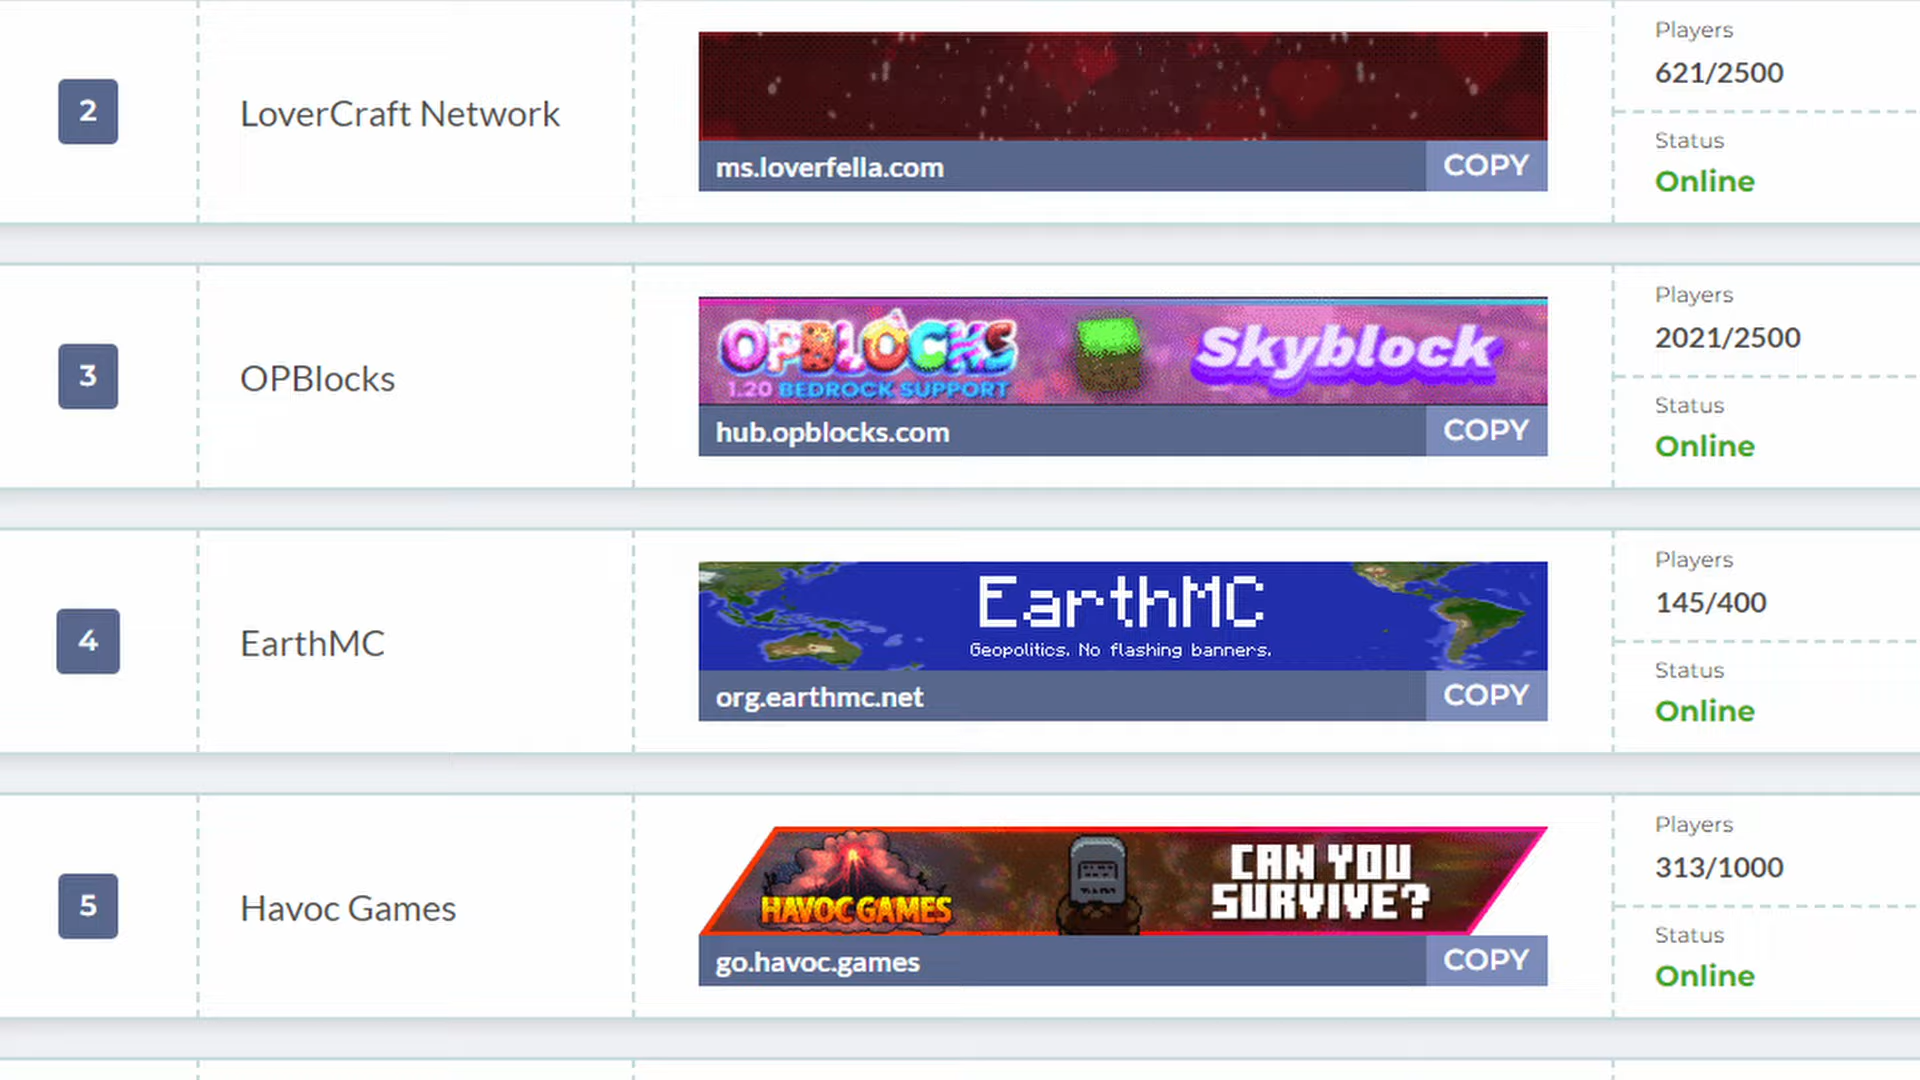 2
LoverCraft Network
ms.loverfella.com
COPY
Players
621/2500
Status
Online
3
OPBlocks
OPBLOCKS
1.20 BEDROCK SUPPORT
Skyblock
hub.opblocks.com
COPY
Players
2021/2500
Status
Online
4
EarthMC
EarthMC
Geopolitics. No flashing banners.
org.earthmc.net
COPY
Players
145/400
Status
Online
5
Havoc Games
HAVOC GAMES
CAN YOU
SURVIVE?
go.havoc.games
COPY
Players
313/1000
Status
Online